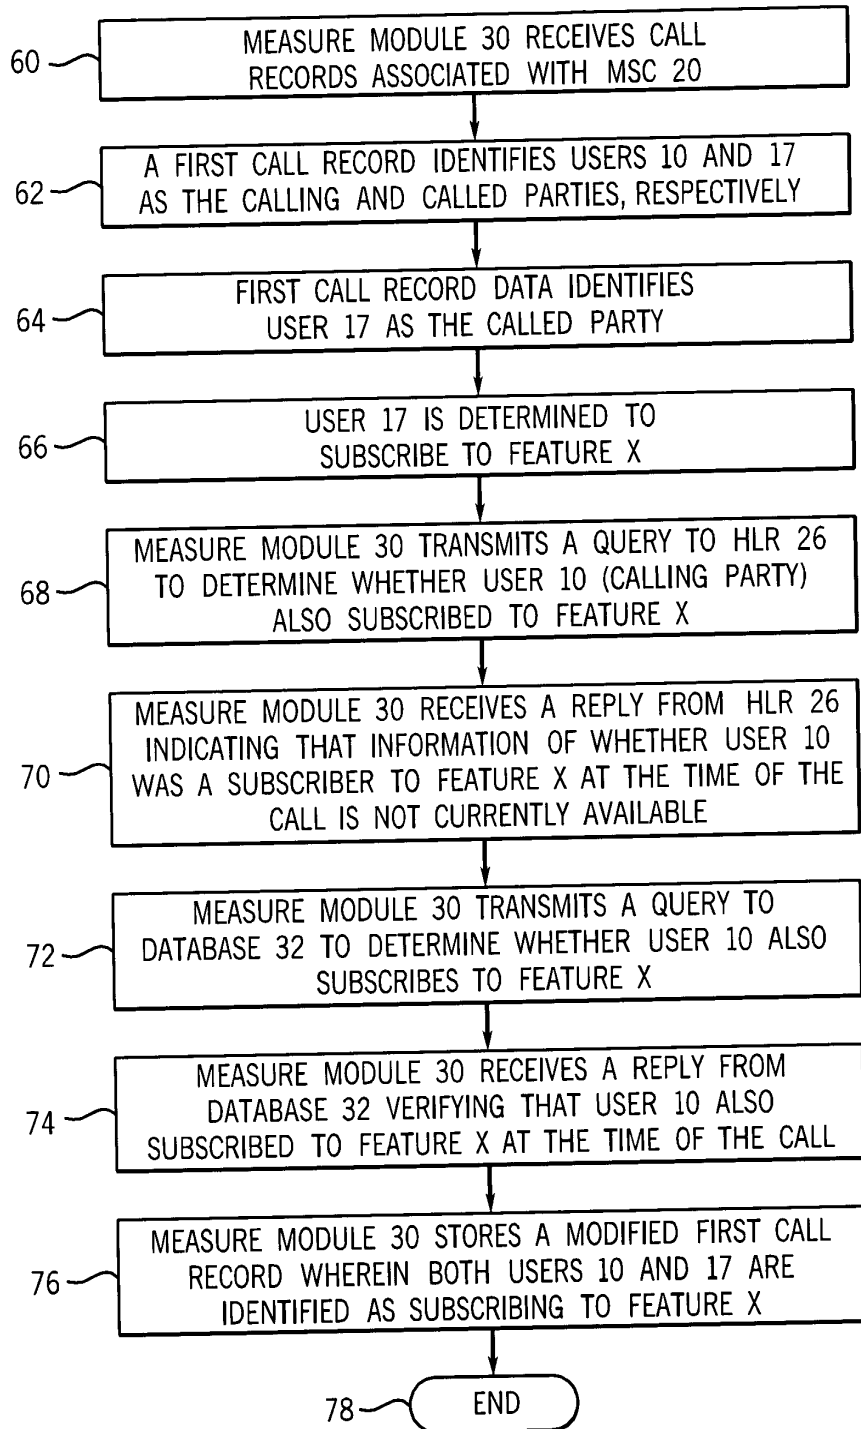 60
MEASURE MODULE 30 RECEIVES CALL
RECORDS ASSOCIATED WITH MSC 20
62
A FIRST CALL RECORD IDENTIFIES USERS 10 AND 17
AS THE CALLING AND CALLED PARTIES, RESPECTIVELY
64
FIRST CALL RECORD DATA IDENTIFIES
USER 17 AS THE CALLED PARTY
66
USER 17 IS DETERMINED TO
SUBSCRIBE TO FEATURE X
68
MEASURE MODULE 30 TRANSMITS A QUERY TO HLR 26
TO DETERMINE WHETHER USER 10 (CALLING PARTY)
ALSO SUBSCRIBED TO FEATURE X
70
MEASURE MODULE 30 RECEIVES A REPLY FROM HLR 26
INDICATING THAT INFORMATION OF WHETHER USER 10
WAS A SUBSCRIBER TO FEATURE X AT THE TIME OF THE
CALL IS NOT CURRENTLY AVAILABLE
72
MEASURE MODULE 30 TRANSMITS A QUERY TO
DATABASE 32 TO DETERMINE WHETHER USER 10 ALSO
SUBSCRIBES TO FEATURE X
74
MEASURE MODULE 30 RECEIVES A REPLY FROM
DATABASE 32 VERIFYING THAT USER 10 ALSO
SUBSCRIBED TO FEATURE X AT THE TIME OF THE CALL
76
MEASURE MODULE 30 STORES A MODIFIED FIRST CALL
RECORD WHEREIN BOTH USERS 10 AND 17 ARE
IDENTIFIED AS SUBSCRIBING TO FEATURE X
78
END